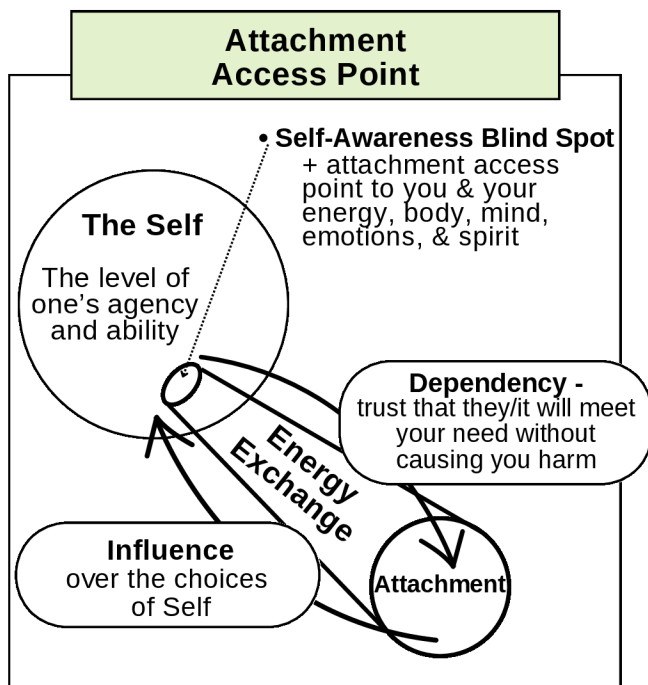 Attachment
Access Point
• Self-Awareness Blind Spot
+ attachment access
point to you & your
energy, body, mind,
emotions, & spirit
The Self
The level of
one’s agency
and ability
Dependency -
trust that they/it will meet
your need without
causing you harm
Energy
Exchange
Influence
over the choices
of Self
Attachment